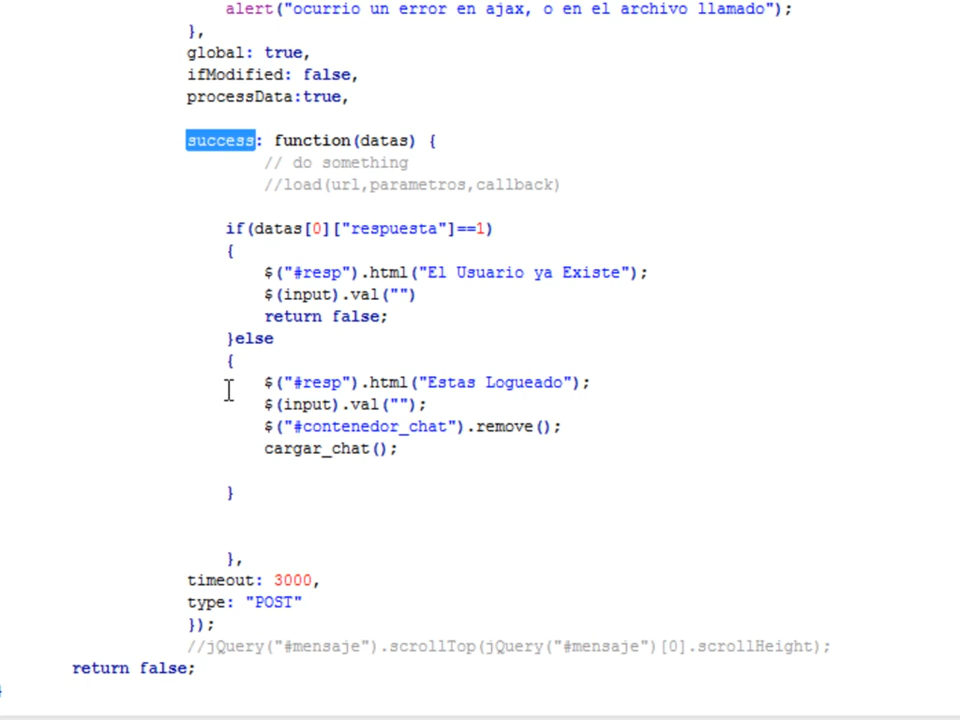 alert("ocurrio un error en ajax, o en el archivo llamado");
},
global: true,
ifModified: false,
processData:true,
success: function(datas) {
// do something
//load(url,parametros,callback)
if(datas[0]["respuesta"]==1)
{
$("#resp").html("El Usuario ya Existe");
$(input).val("")
return false;
}else
{
$("#resp").html("Estas Logueado");
$(input).val("");
$("#contenedor_chat").remove();
cargar_chat();
}
},
timeout: 3000,
type: "POST"
});
//jQuery("#mensaje").scrollTop(jQuery("#mensaje")[0].scrollHeight);
return false;
}